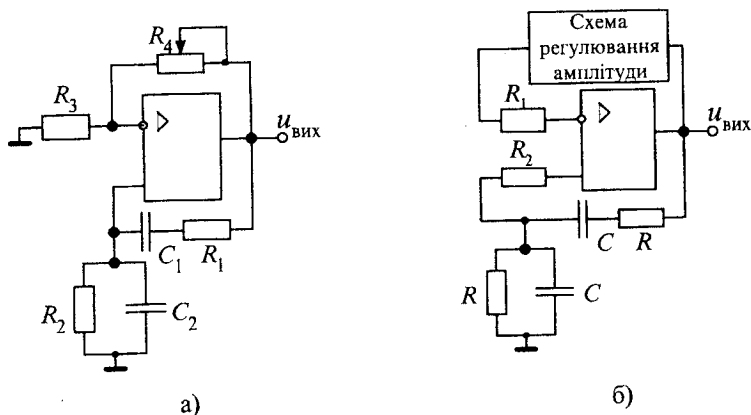 R4
R3
▷
uвих
C1
R1
R2
C2
а)
Схема
регулювання
амплітуди
R1
▷
uвих
R2
C
R
R
C
б)